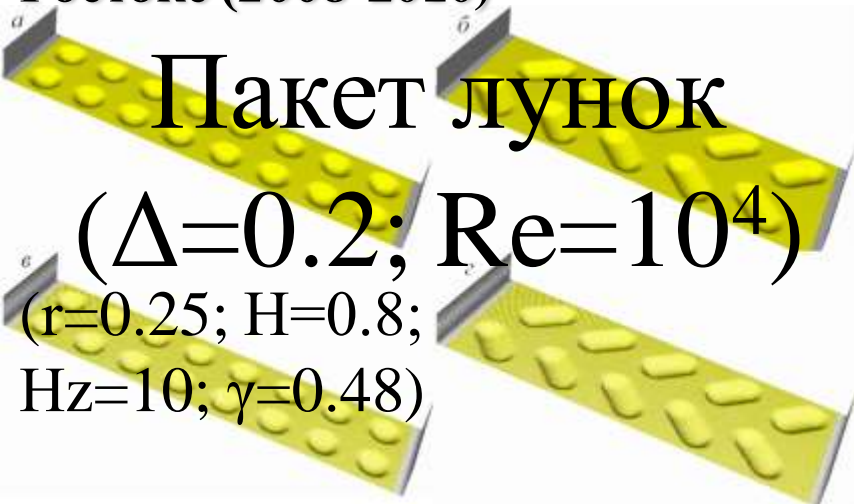 а
б
Пакет лунок
(Δ=0.2; Re=10⁴)
в
г
(r=0.25; H=0.8;
Hz=10; γ=0.48)